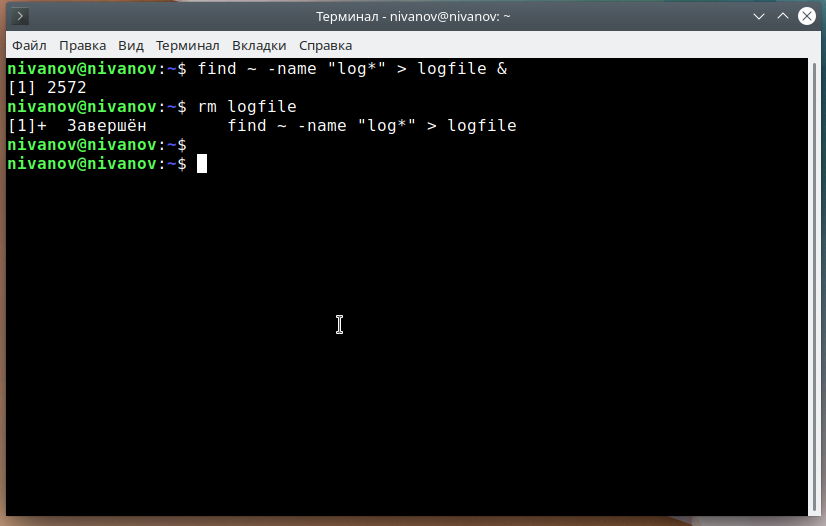 Терминал - nivanov@nivanov: ~
Файл Правка Вид Терминал Вкладки Справка
nivanov@nivanov:~$ find ~ -name "log*" > logfile &
[1] 2572
nivanov@nivanov:~$ rm logfile
[1]+  Завершён        find ~ -name "log*" > logfile
nivanov@nivanov:~$
nivanov@nivanov:~$